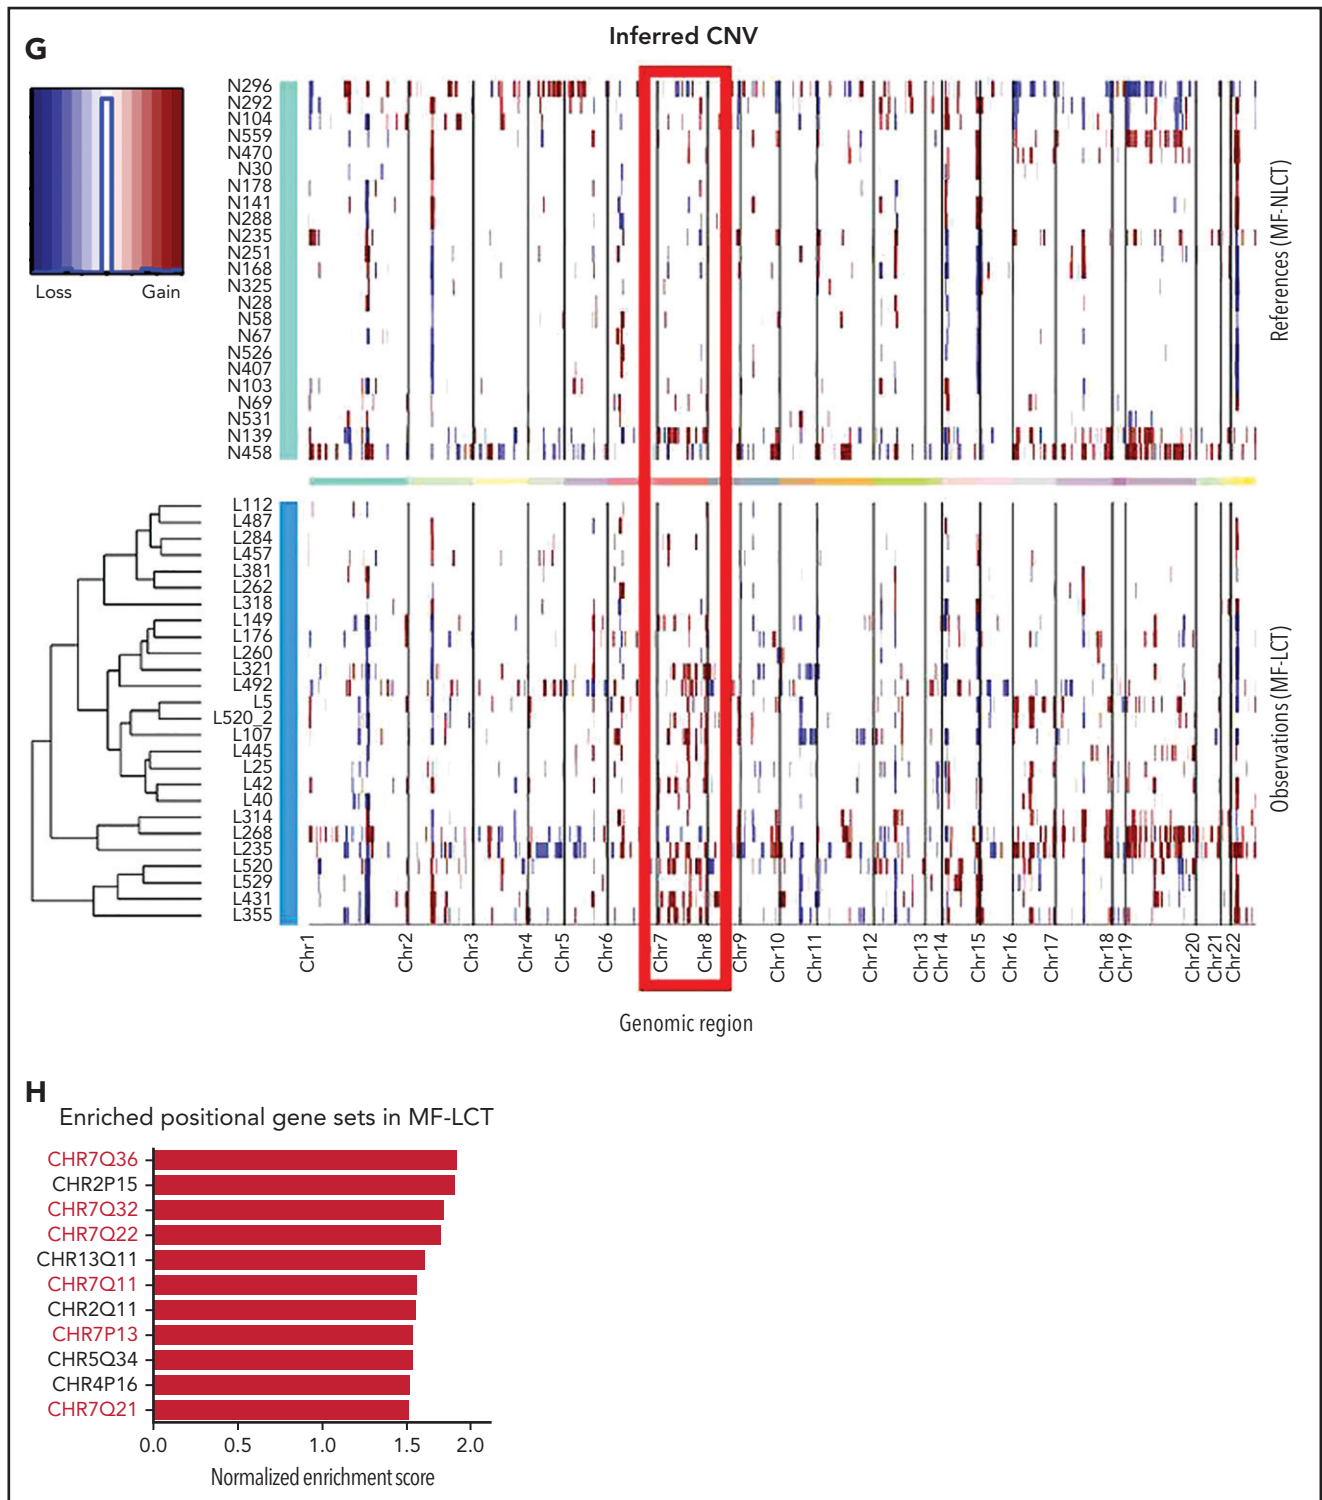 G
Inferred CNV
Loss
Gain
N296
N292
N104
N559
N470
N30
N178
N141
N288
N235
N251
N168
N325
N28
N58
N67
N526
N407
N103
N69
N531
N139
N458
References (MF-NLCT)
L112
L487
L284
L457
L381
L262
L318
L149
L176
L260
L321
L492
L5
L520_2
L107
L445
L25
L42
L40
L314
L268
L235
L520
L529
L431
L355
Observations (MF-LCT)
Chr1
Chr2
Chr3
Chr4
Chr5
Chr6
Chr7
Chr8
Chr9
Chr10
Chr11
Chr12
Chr13
Chr14
Chr15
Chr16
Chr17
Chr18
Chr19
Chr20
Chr21
Chr22
Genomic region
H
Enriched positional gene sets in MF-LCT
CHR7Q36
CHR2P15
CHR7Q32
CHR7Q22
CHR13Q11
CHR7Q11
CHR2Q11
CHR7P13
CHR5Q34
CHR4P16
CHR7Q21
0.0 0.5 1.0 1.5 2.0
Normalized enrichment score